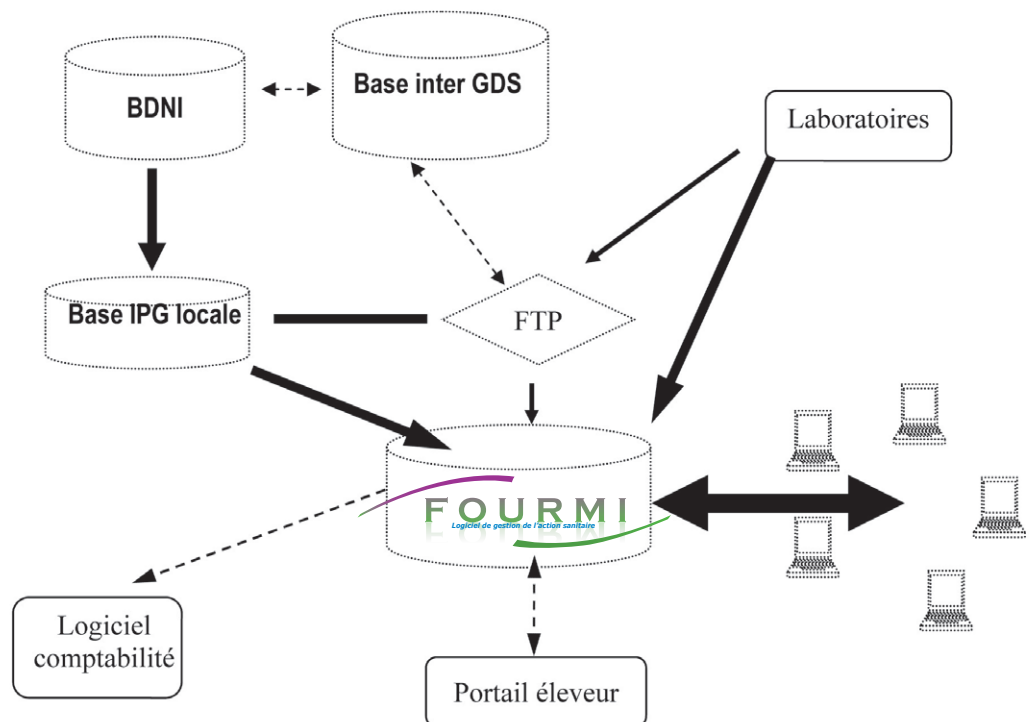 Base inter GDS
BDNI
Laboratoires
Base IPG locale
FTP
FOURMI
Logiciel de gestion de l'action sanitaire
Logiciel
comptabilité
Portail éleveur